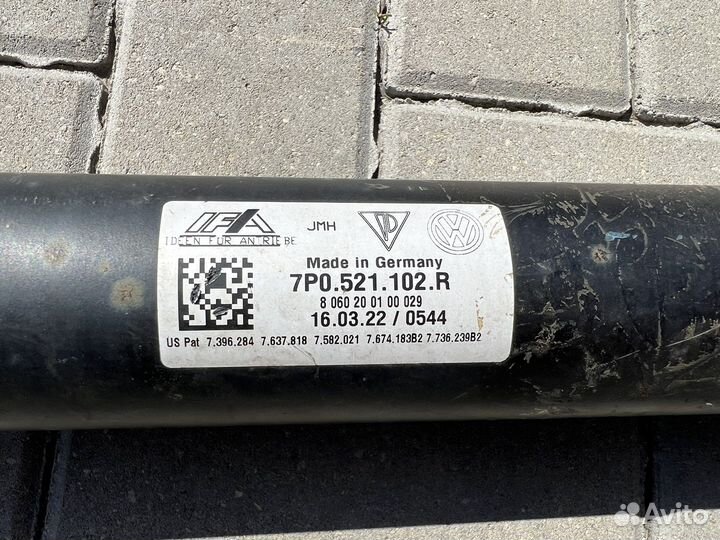 IFA
IDEEN FÜR ANTRIEBE
JMH
VW
Made in Germany
7P0.521.102.R
8 060 20 01 00 029
16.03.22 / 0544
US Pat 7.396.284 7.637.818 7.582.021 7.674.183B2 7.736.239B2
Avito